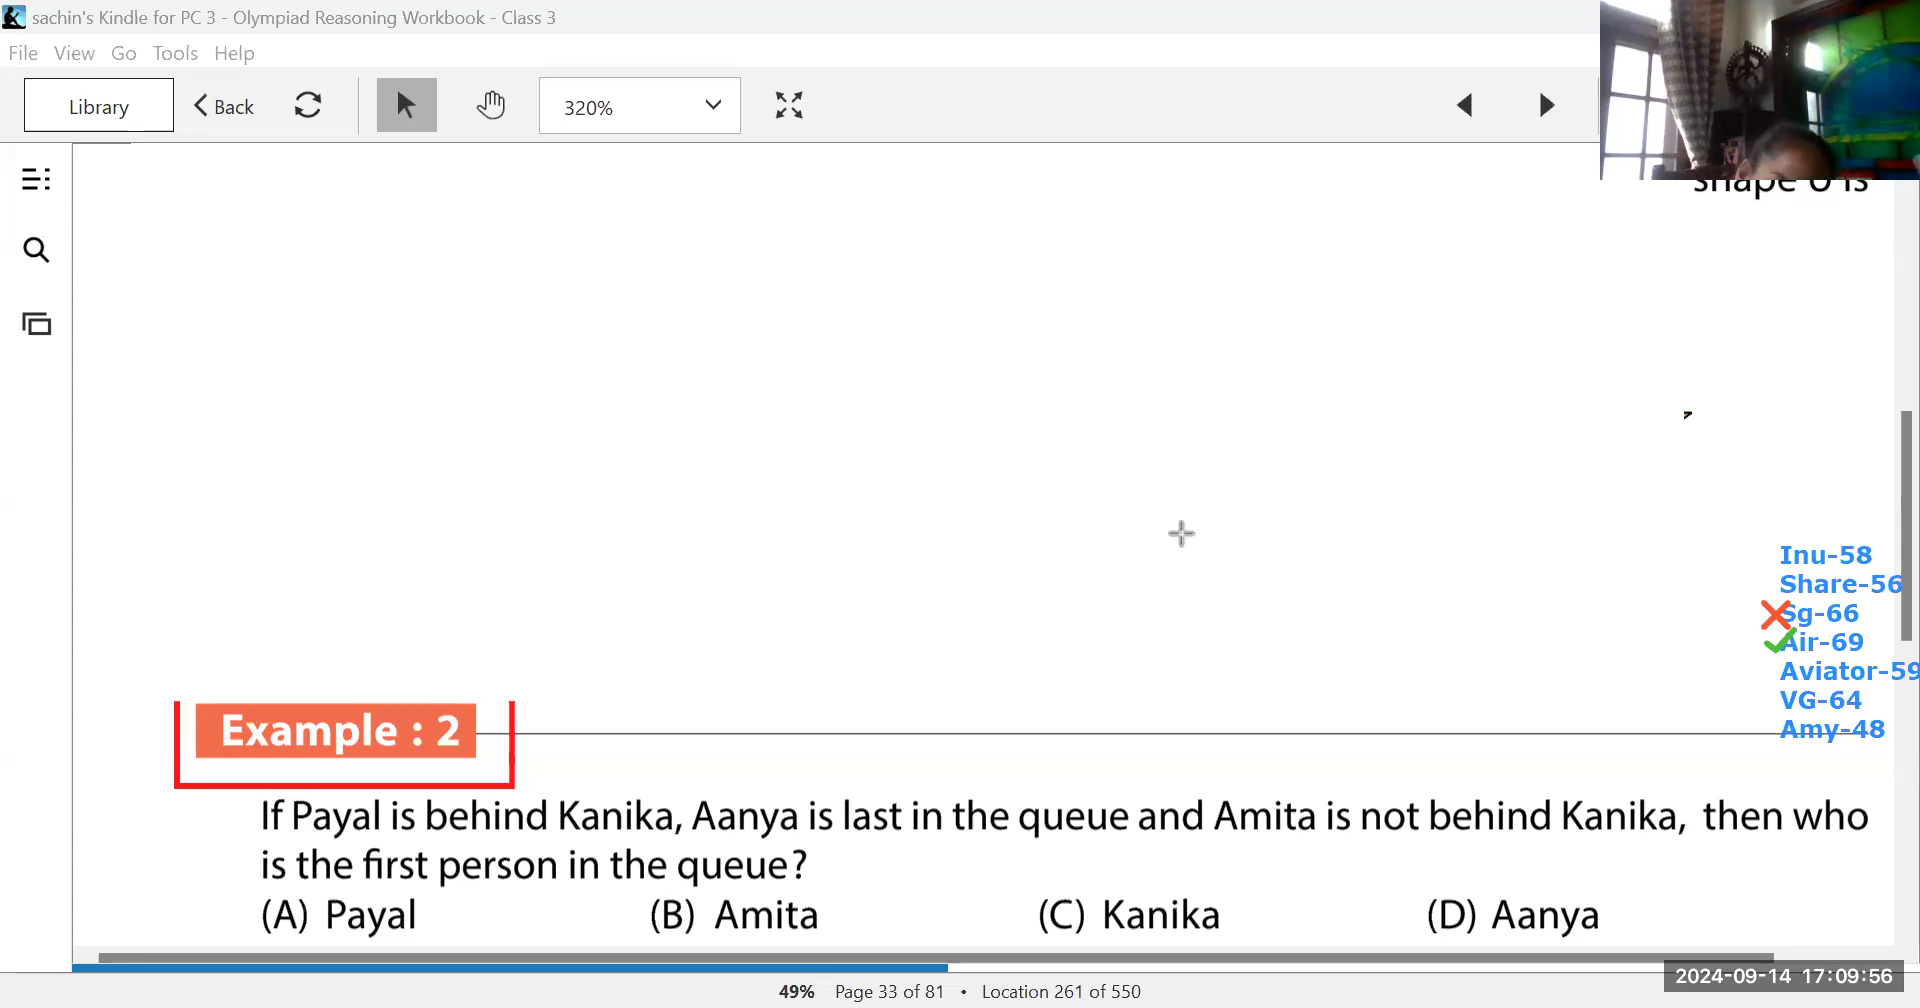 sachin's Kindle for PC 3 - Olympiad Reasoning Workbook - Class 3
File View Go Tools Help
Library Back 320%
shape U is
Inu-58
Share-56
Sg-66
Air-69
Aviator-59
VG-64
Amy-48
Example : 2
If Payal is behind Kanika, Aanya is last in the queue and Amita is not behind Kanika, then who
is the first person in the queue?
(A) Payal (B) Amita (C) Kanika (D) Aanya
2024-09-14 17:09:56
49% Page 33 of 81 • Location 261 of 550